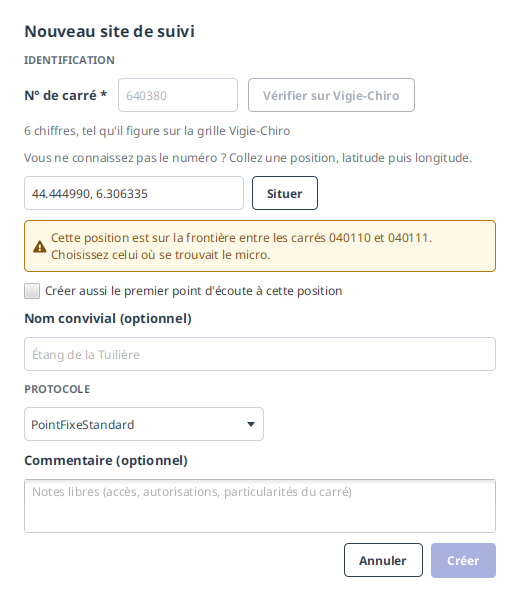 Nouveau site de suivi
IDENTIFICATION
N° de carré * 640380 Vérifier sur Vigie-Chiro
6 chiffres, tel qu'il figure sur la grille Vigie-Chiro
Vous ne connaissez pas le numéro ? Collez une position, latitude puis longitude.
44.444990, 6.306335 Situer
Cette position est sur la frontière entre les carrés 040110 et 040111.
Choisissez celui où se trouvait le micro.
Créer aussi le premier point d'écoute à cette position
Nom convivial (optionnel)
Étang de la Tuilière
PROTOCOLE
PointFixeStandard
Commentaire (optionnel)
Notes libres (accès, autorisations, particularités du carré)
Annuler Créer